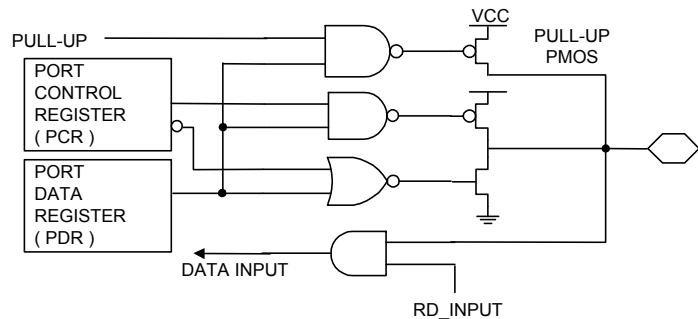 VCC
PULL-UP
PULL-UP
PMOS
PORT
CONTROL
REGISTER
( PCR )
PORT
DATA
REGISTER
( PDR )
DATA INPUT
RD_INPUT